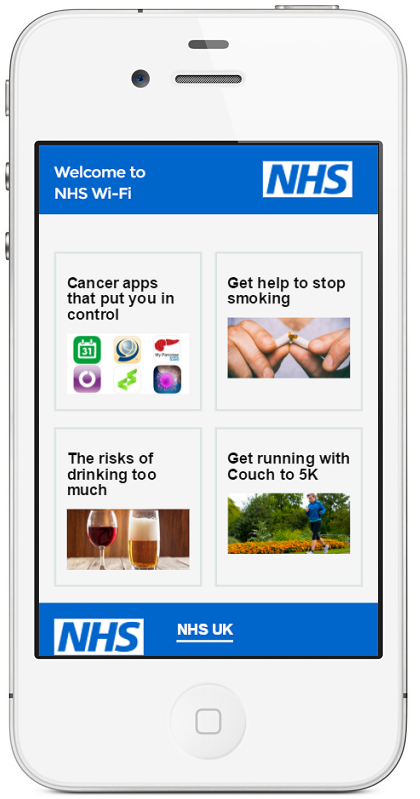 Welcome to
NHS Wi-Fi
NHS
Cancer apps
that put you in
control
31
Get help to stop
smoking
The risks of
drinking too
much
Get running with
Couch to 5K
NHS
NHS UK